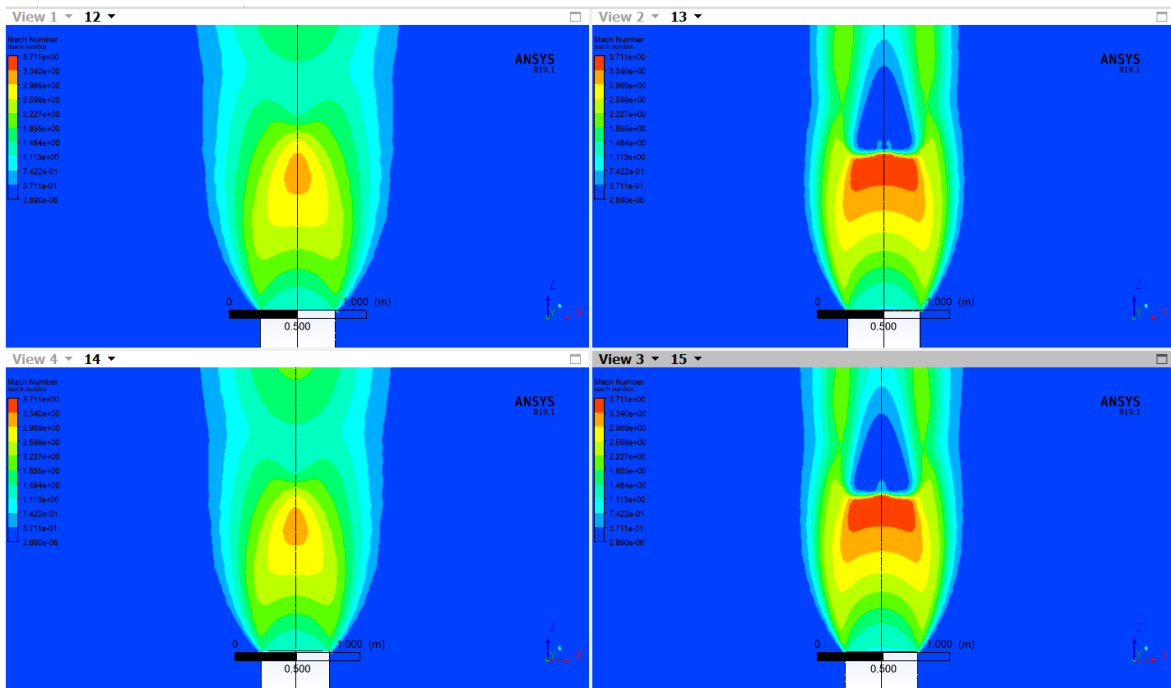 View 1 ▾ 12 ▾
Mach Number
mach number
3.711e+00
3.340e+00
2.969e+00
2.598e+00
2.227e+00
1.855e+00
1.484e+00
1.113e+00
7.422e-01
3.711e-01
2.890e-06
ANSYS
R19.1
0 1.000 (m)
0.500
Z
Y X
View 2 ▾ 13 ▾
Mach Number
mach number
3.711e+00
3.340e+00
2.969e+00
2.598e+00
2.227e+00
1.855e+00
1.484e+00
1.113e+00
7.422e-01
3.711e-01
2.890e-06
ANSYS
R19.1
0 1.000 (m)
0.500
Z
Y X
View 4 ▾ 14 ▾
Mach Number
mach number
3.711e+00
3.340e+00
2.969e+00
2.598e+00
2.227e+00
1.855e+00
1.484e+00
1.113e+00
7.422e-01
3.711e-01
2.890e-06
ANSYS
R19.1
0 1.000 (m)
0.500
Z
Y X
View 3 ▾ 15 ▾
Mach Number
mach number
3.711e+00
3.340e+00
2.969e+00
2.598e+00
2.227e+00
1.855e+00
1.484e+00
1.113e+00
7.422e-01
3.711e-01
2.890e-06
ANSYS
R19.1
0 1.000 (m)
0.500
Z
Y X